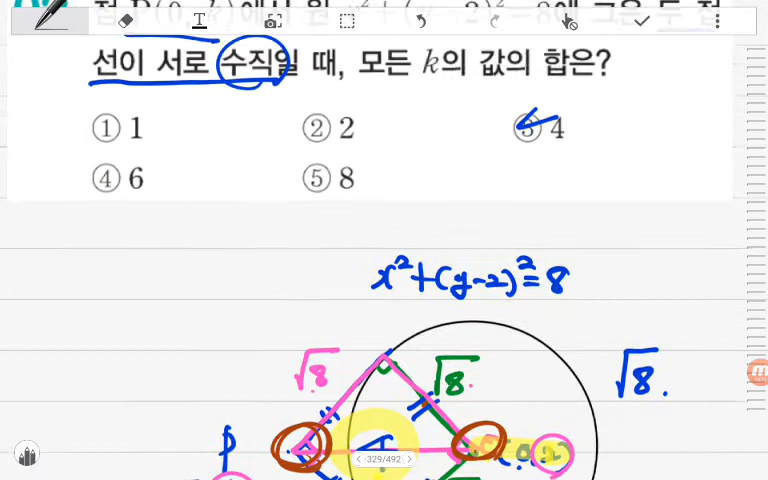 선이 서로 수직일 때, 모든 k의 값의 합은?
① 1 ② 2 ③ 4
④ 6 ⑤ 8
x²+(y-2)²=8
√8 √8 √8.
P 4
329/492